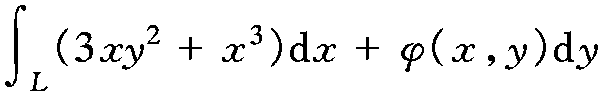 ∫_L (3xy² + x³)dx + φ(x,y)dy